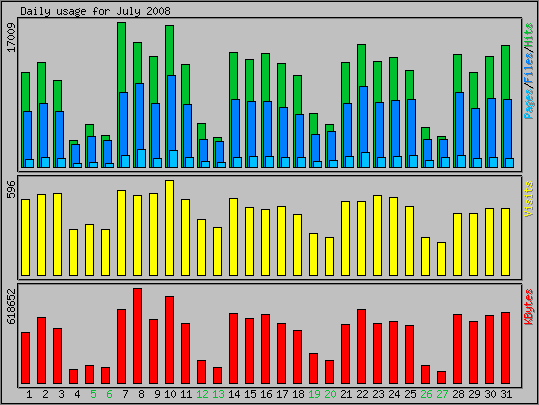 Daily usage for July 2008
17009
Pages/Files/Hits
596
Visits
618652
KBytes
1 2 3 4 5 6 7 8 9 10 11 12 13 14 15 16 17 18 19 20 21 22 23 24 25 26 27 28 29 30 31